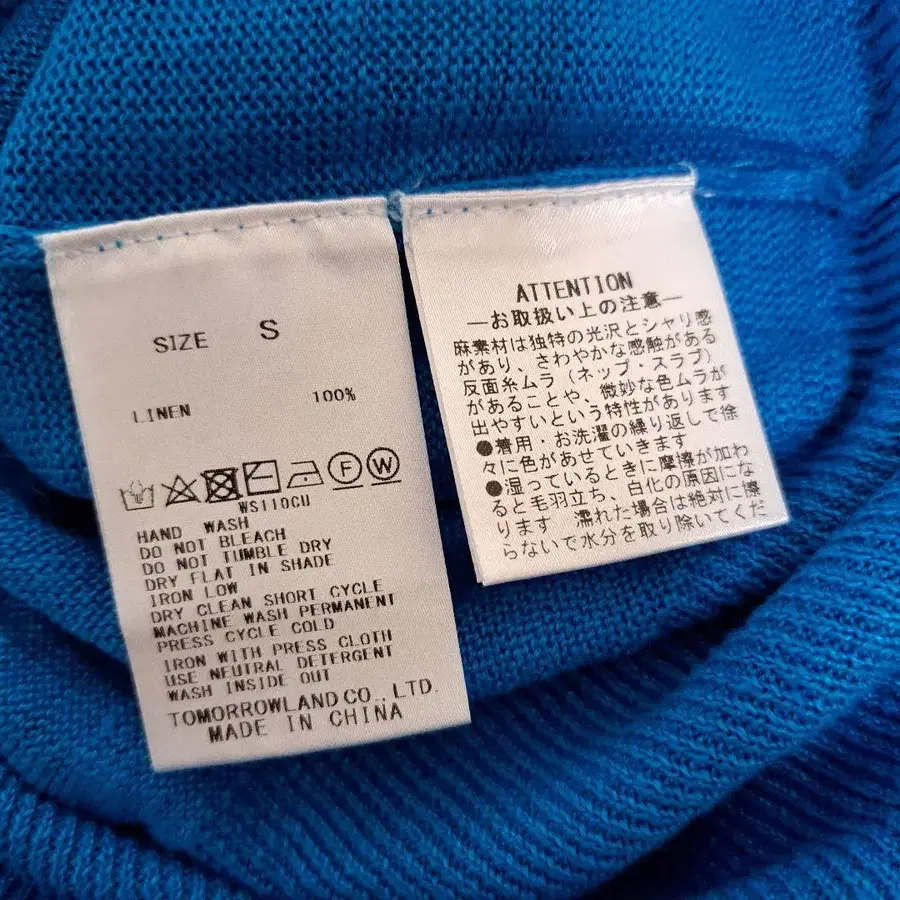 SIZE S
LINEN 100%
F W
WS110CU
HAND WASH
DO NOT BLEACH
DO NOT TUMBLE DRY
DRY FLAT IN SHADE
IRON LOW
DRY CLEAN SHORT CYCLE
MACHINE WASH PERMANENT
PRESS CYCLE COLD
IRON WITH PRESS CLOTH
USE NEUTRAL DETERGENT
WASH INSIDE OUT
TOMORROWLAND CO., LTD.
MADE IN CHINA
ATTENTION
—お取扱い上の注意—
麻素材は独特の光沢とシャリ感
があり、さわやかな感触がある
反面糸ムラ（ネップ・スラブ）
があることや、微妙な色ムラが
出やすいという特性があります
●着用・お洗濯の繰り返しで徐
々に色があせていきます
●湿っているときに摩擦が加わ
ると毛羽立ち、白化の原因にな
ります 濡れた場合は絶対に擦
らないで水分を取り除いてくだ